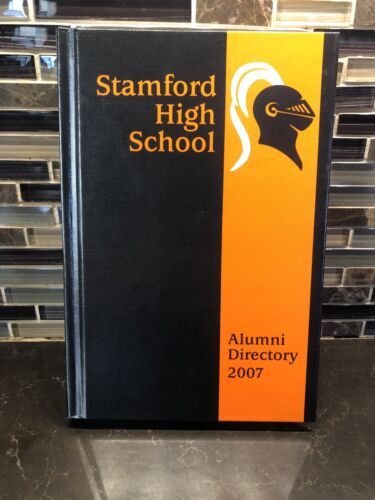 Stamford
High
School
Alumni
Directory
2007